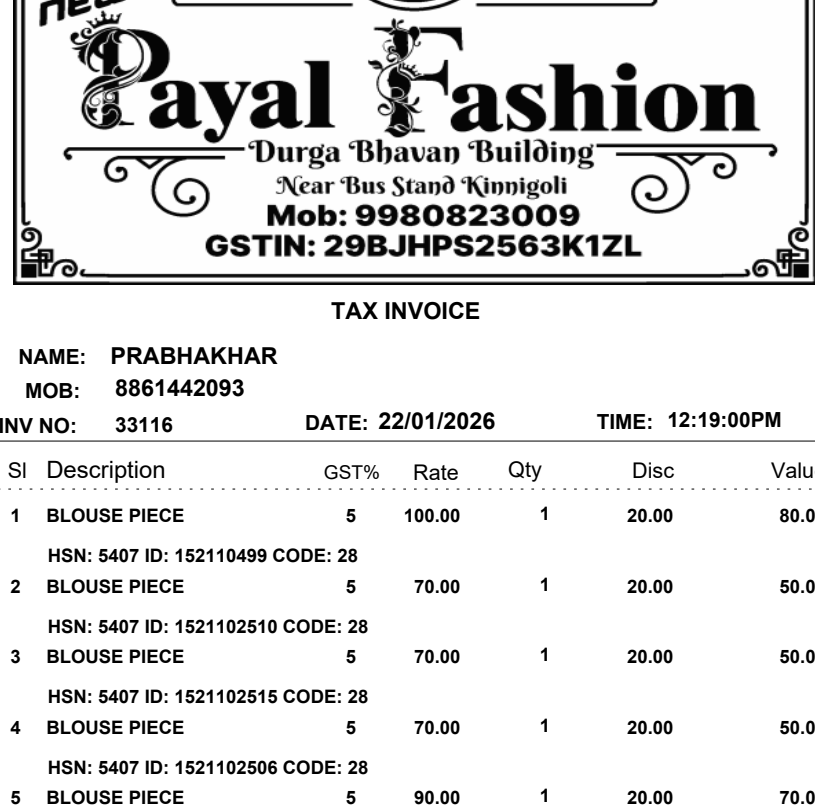 new
Payal Fashion
Durga Bhavan Building
Near Bus Stand Kinnigoli
Mob: 9980823009
GSTIN: 29BJHPS2563K1ZL
TAX INVOICE
NAME: PRABHAKHAR
MOB: 8861442093
INV NO: 33116 DATE: 22/01/2026 TIME: 12:19:00PM
Sl Description GST% Rate Qty Disc Valu
1 BLOUSE PIECE 5 100.00 1 20.00 80.0
HSN: 5407 ID: 152110499 CODE: 28
2 BLOUSE PIECE 5 70.00 1 20.00 50.0
HSN: 5407 ID: 1521102510 CODE: 28
3 BLOUSE PIECE 5 70.00 1 20.00 50.0
HSN: 5407 ID: 1521102515 CODE: 28
4 BLOUSE PIECE 5 70.00 1 20.00 50.0
HSN: 5407 ID: 1521102506 CODE: 28
5 BLOUSE PIECE 5 90.00 1 20.00 70.0